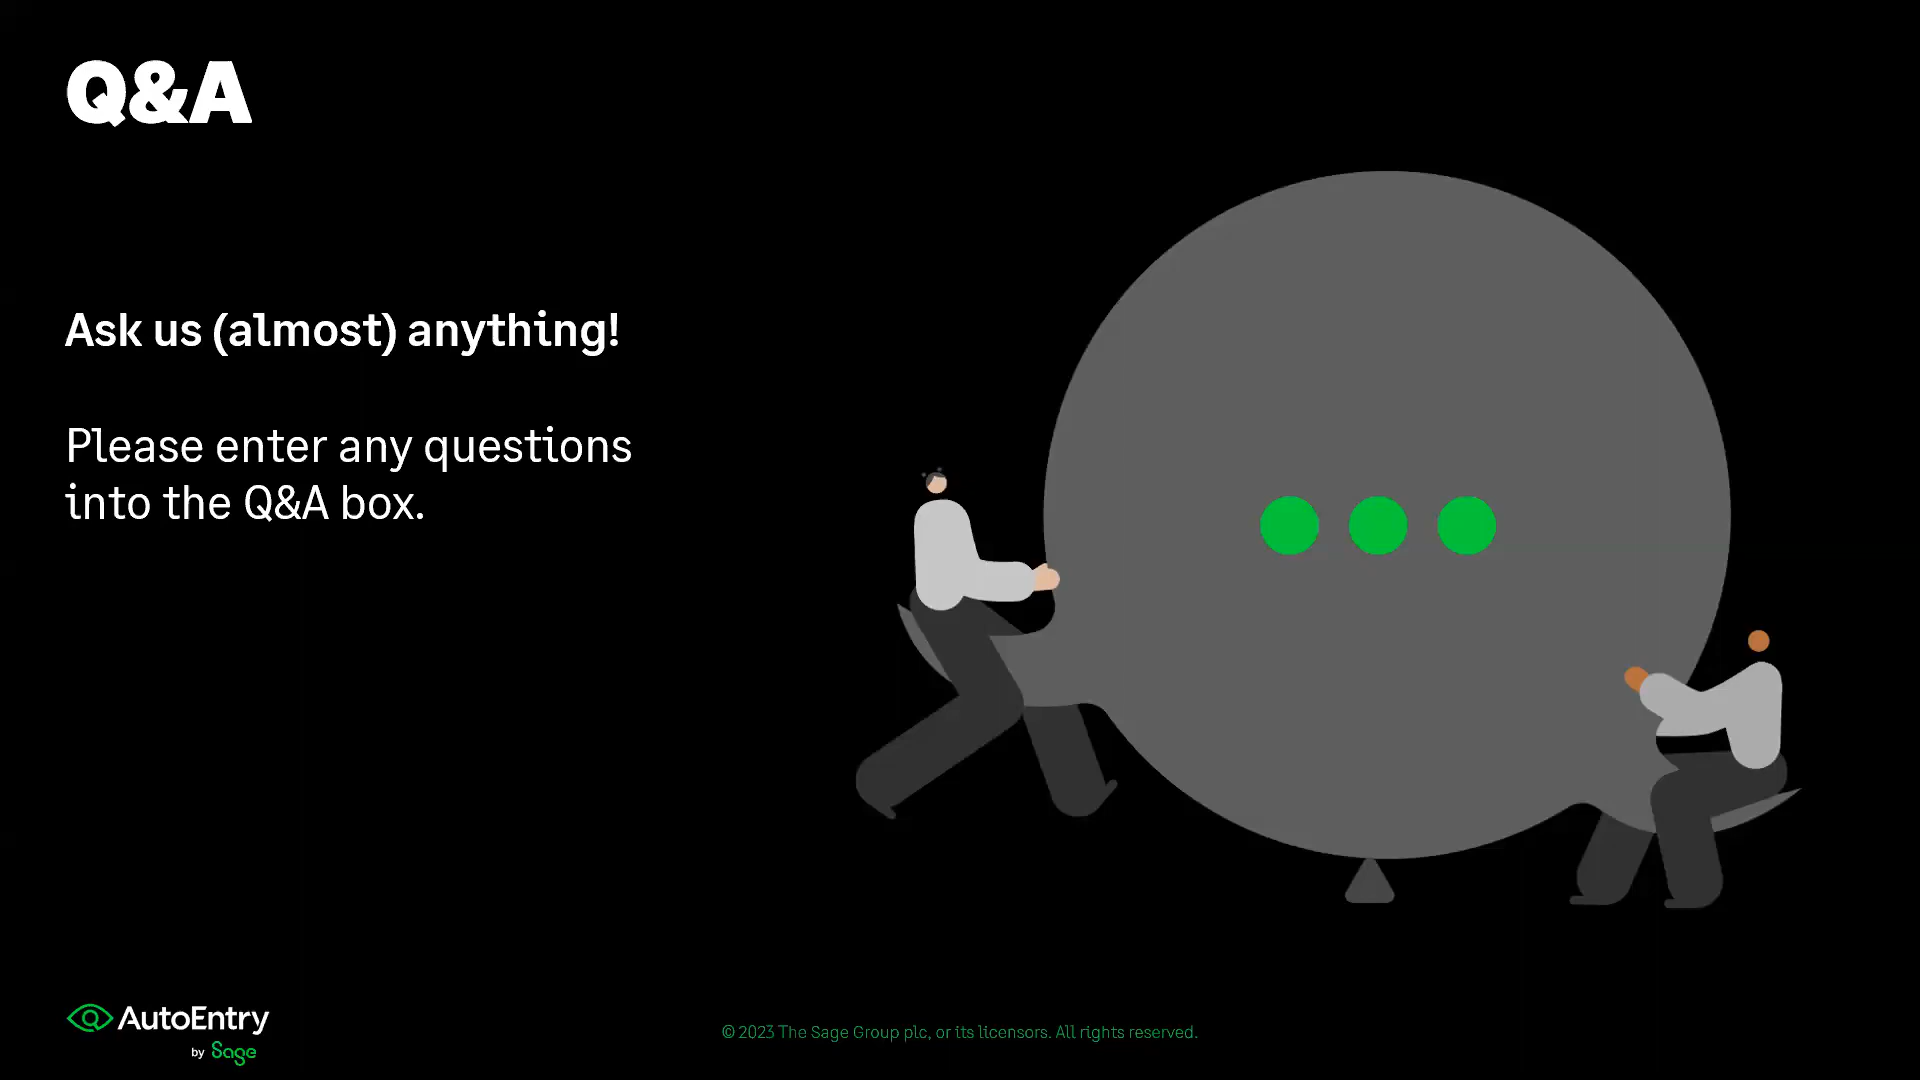 Q&A
Ask us (almost) anything!
Please enter any questions
into the Q&A box.
AutoEntry
by Sage
© 2023 The Sage Group plc, or its licensors. All rights reserved.